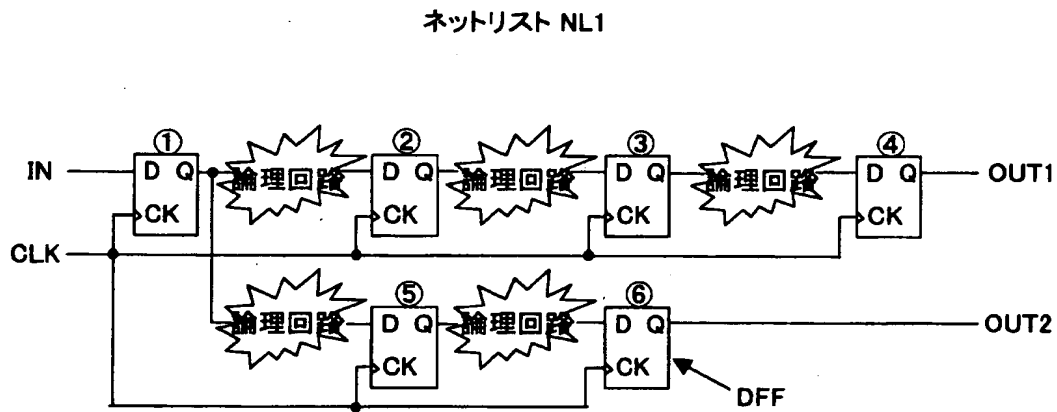 ネットリスト NL1
① ② ③ ④
IN D Q 論理回路 D Q 論理回路 D Q 論理回路 D Q OUT1
CK CK CK CK
CLK
⑤ ⑥
論理回路 D Q 論理回路 D Q OUT2
CK CK
DFF